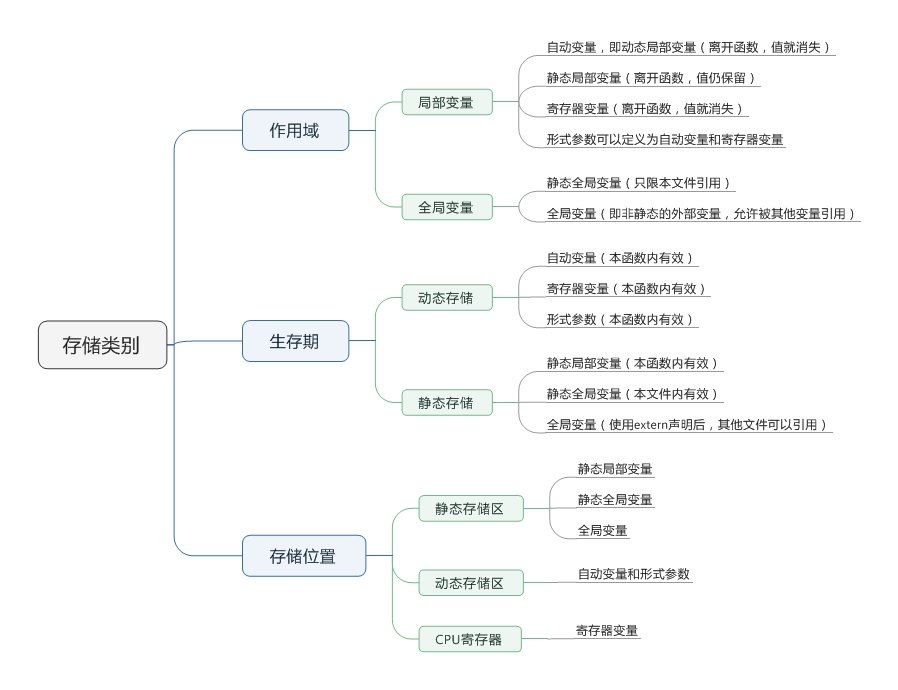 存储类别
作用域
局部变量
自动变量，即动态局部变量（离开函数，值就消失）
静态局部变量（离开函数，值仍保留）
寄存器变量（离开函数，值就消失）
形式参数可以定义为自动变量和寄存器变量
全局变量
静态全局变量（只限本文件引用）
全局变量（即非静态的外部变量，允许被其他变量引用）
生存期
动态存储
自动变量（本函数内有效）
寄存器变量（本函数内有效）
形式参数（本函数内有效）
静态存储
静态局部变量（本函数内有效）
静态全局变量（本文件内有效）
全局变量（使用extern声明后，其他文件可以引用）
存储位置
静态存储区
静态局部变量
静态全局变量
全局变量
动态存储区
自动变量和形式参数
CPU寄存器
寄存器变量